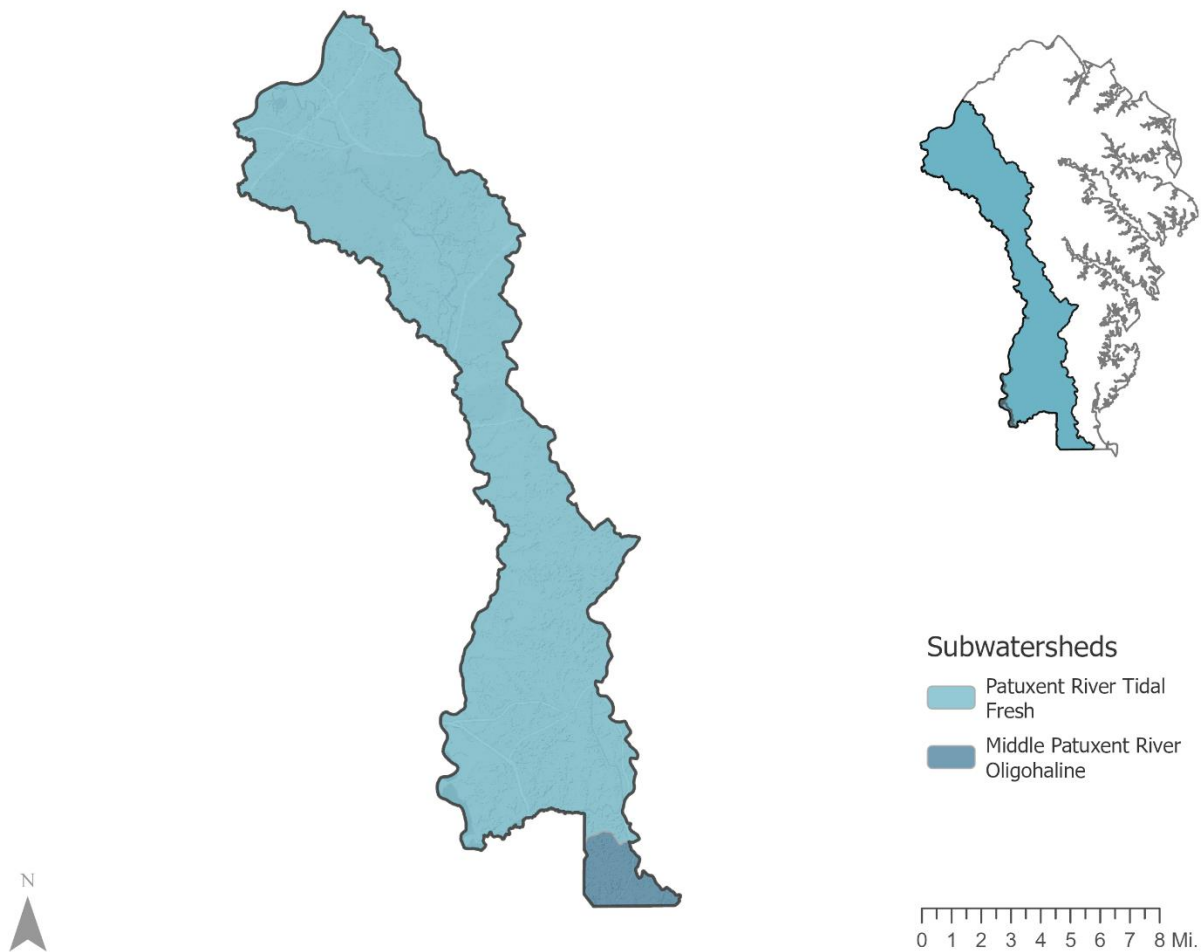 Subwatersheds
Patuxent River Tidal
Fresh
Middle Patuxent River
Oligohaline
N
0 1 2 3 4 5 6 7 8 Mi.